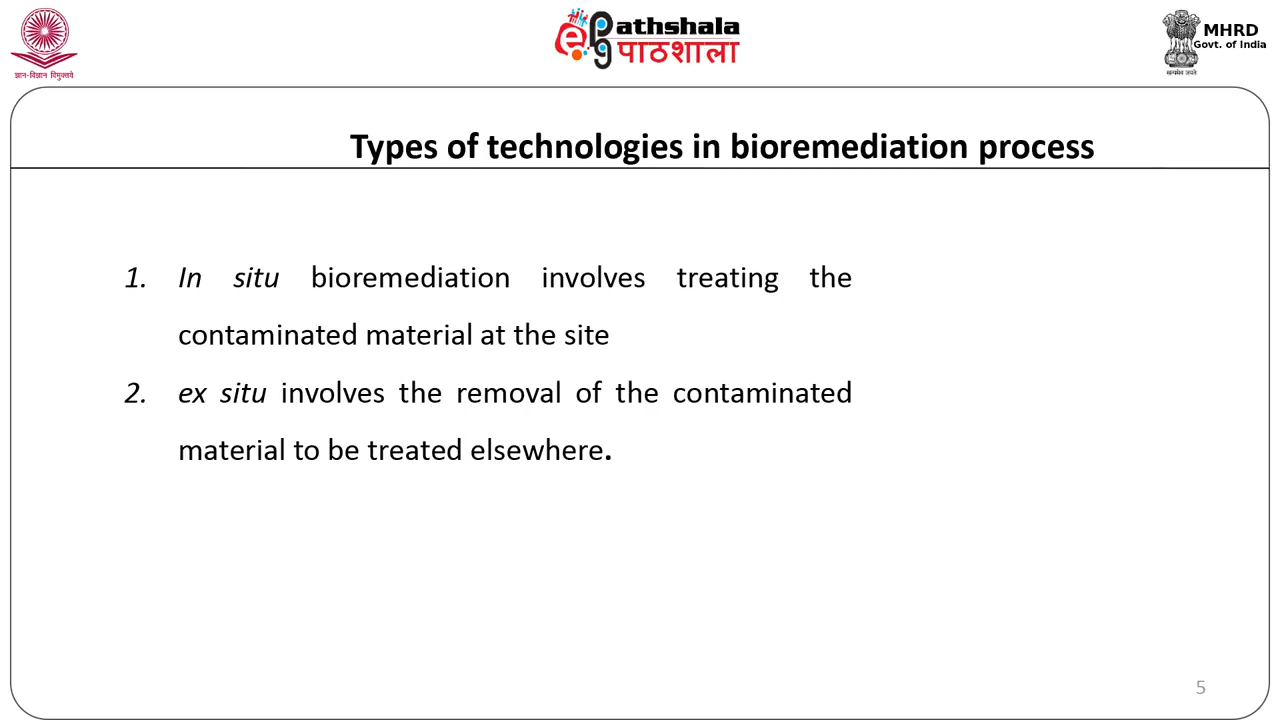 ज्ञान-विज्ञान विमुक्तये
ePathshala
पाठशाला
सत्यमेव जयते
MHRD
Govt. of India
Types of technologies in bioremediation process
1. In situ bioremediation involves treating the
contaminated material at the site
2. ex situ involves the removal of the contaminated
material to be treated elsewhere.
5